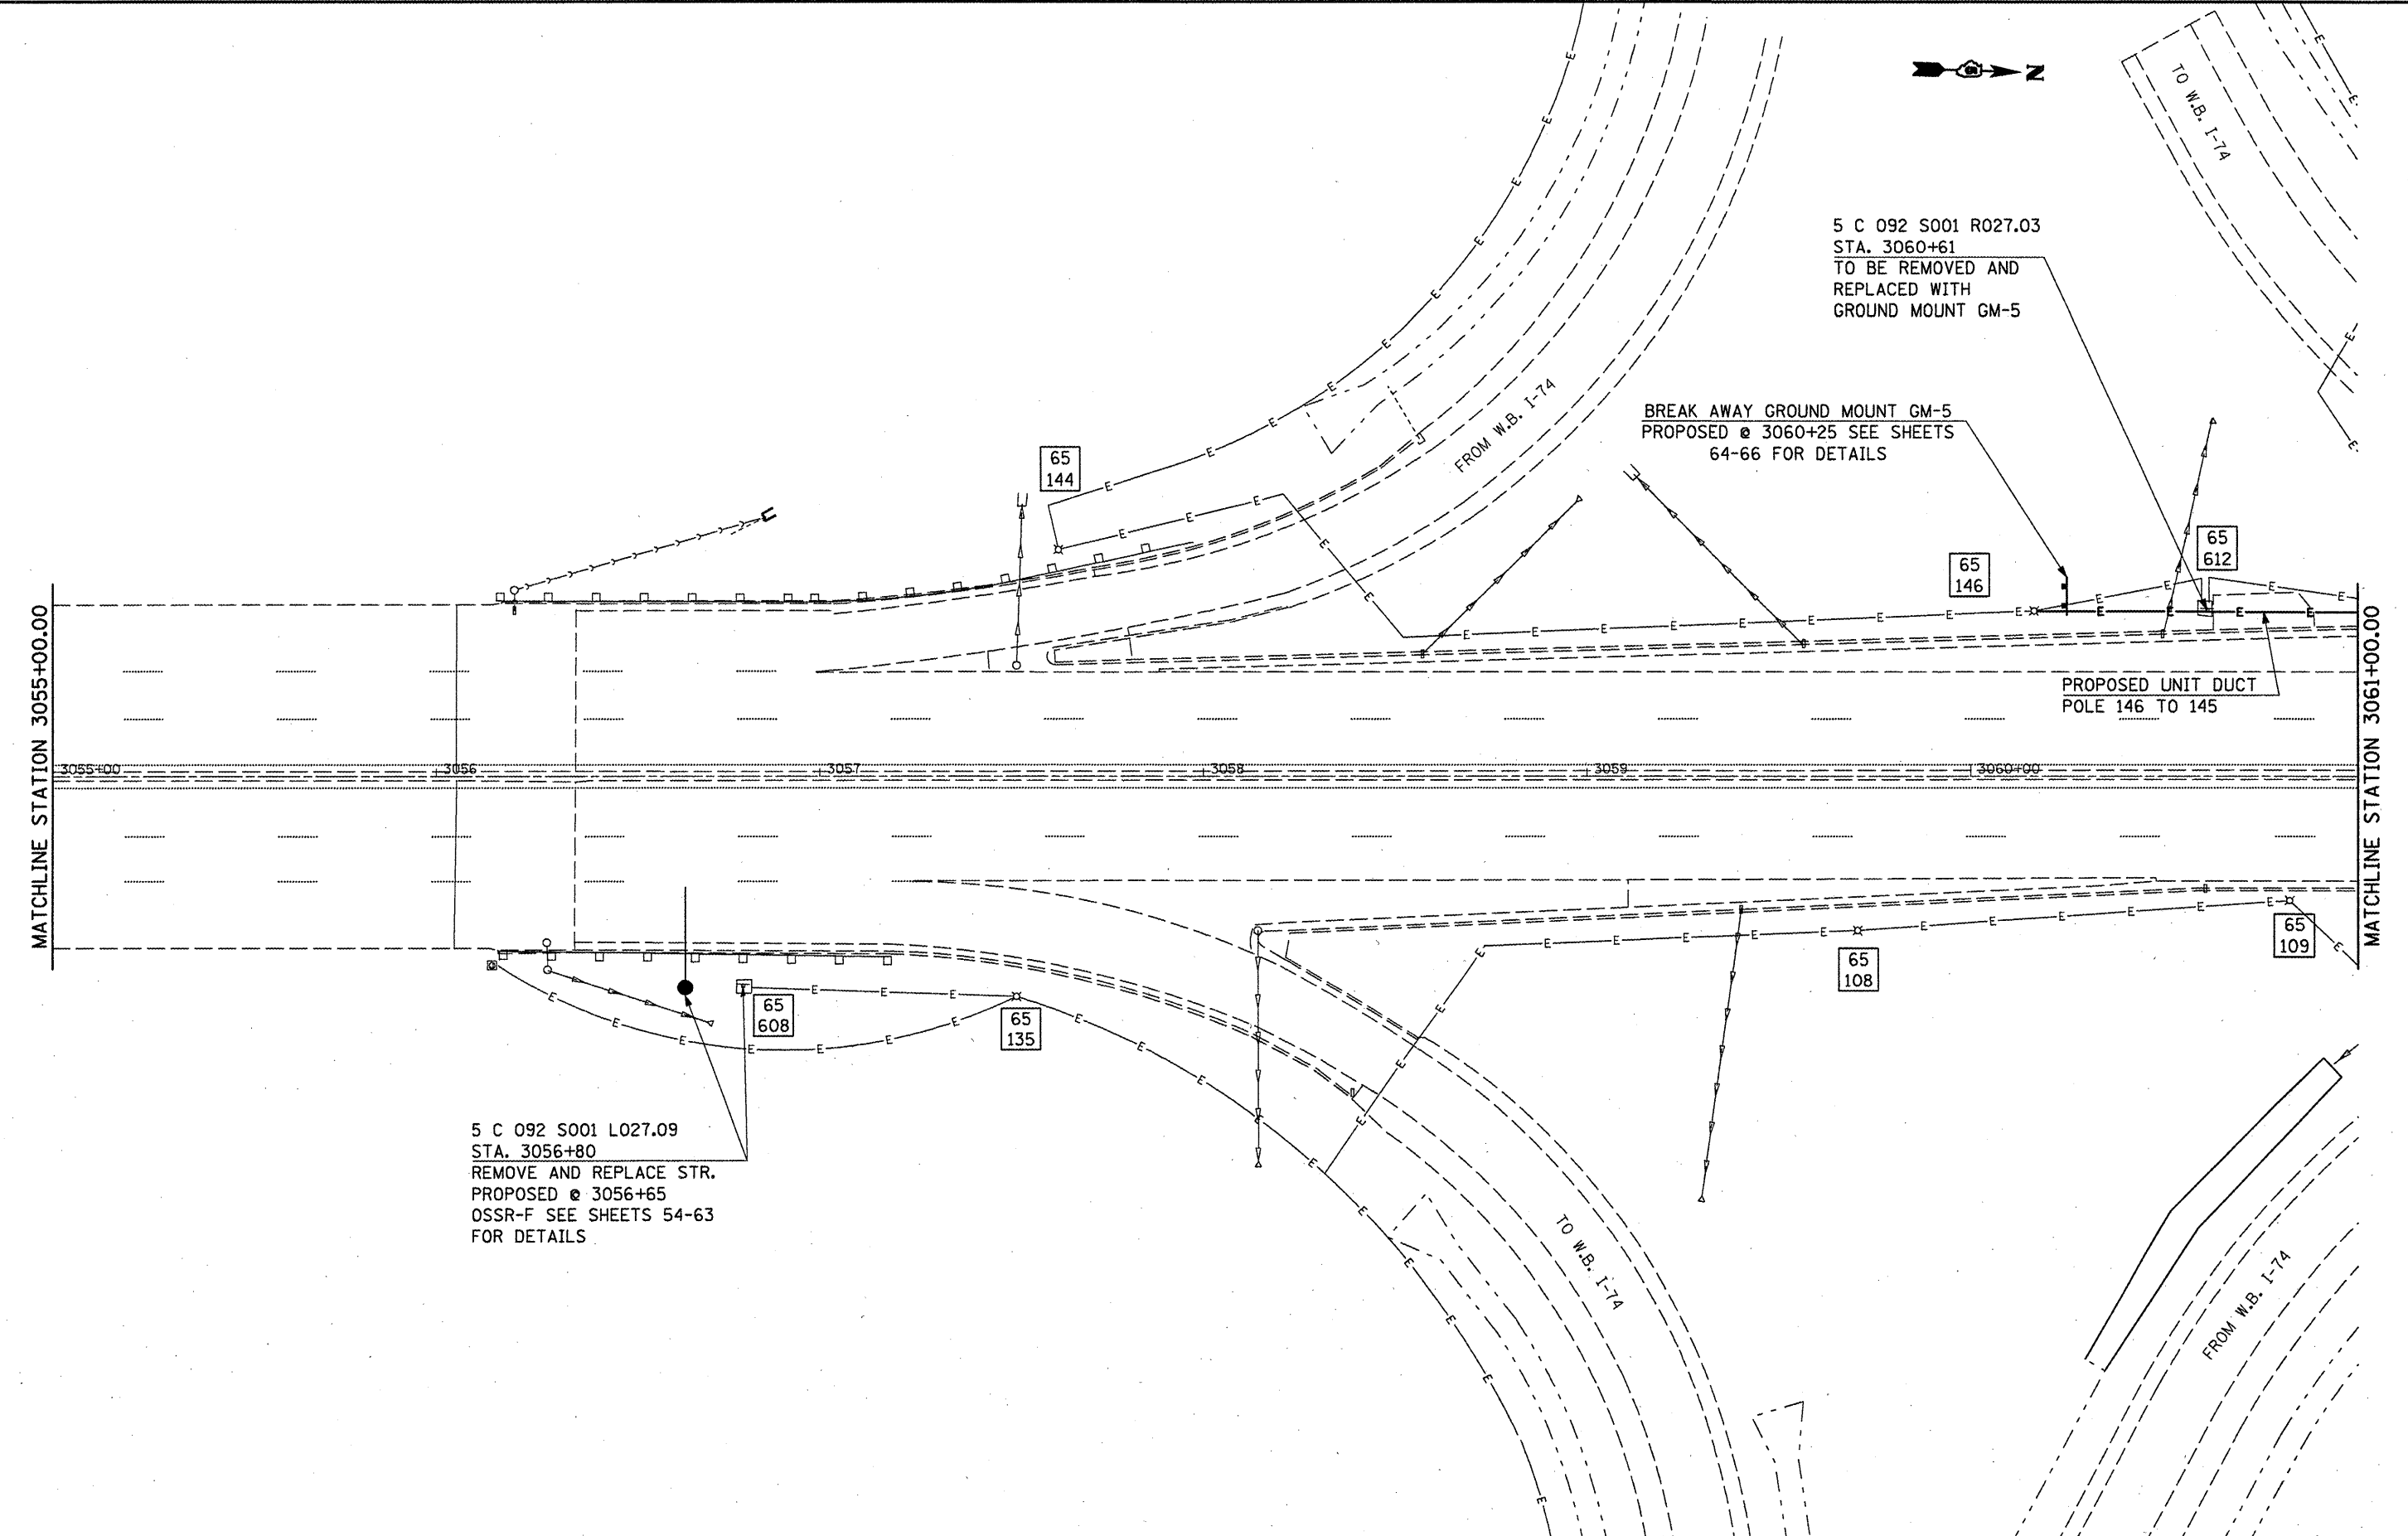 N
TO W.B. I-74
5 C 092 S001 R027.03
STA. 3060+61
TO BE REMOVED AND
REPLACED WITH
GROUND MOUNT GM-5
BREAK AWAY GROUND MOUNT GM-5
PROPOSED @ 3060+25 SEE SHEETS
64-66 FOR DETAILS
FROM W.B. I-74
65
144
65
146
65
612
MATCHLINE STATION 3055+00.00
MATCHLINE STATION 3061+00.00
PROPOSED UNIT DUCT
POLE 146 TO 145
3055+00
3056
3057
3058
3059
3060+00
65
608
65
135
65
108
65
109
5 C 092 S001 L027.09
STA. 3056+80
REMOVE AND REPLACE STR.
PROPOSED @ 3056+65
OSSR-F SEE SHEETS 54-63
FOR DETAILS
TO W.B. I-74
FROM W.B. I-74